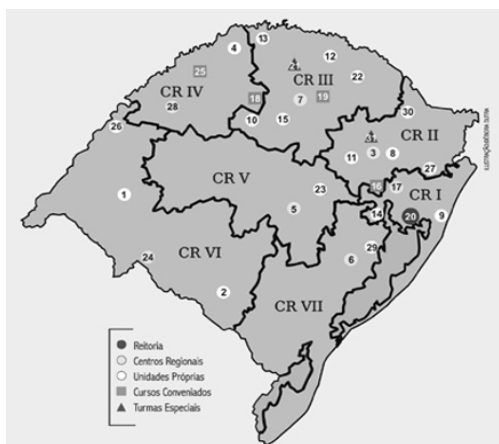 13
4
12
25
CR III
22
CR IV
18
7
19
28
30
26
10
15
CR II
11
3
8
27
CR V
16
17
CR I
1
23
5
14
20
9
24
CR VI
29
6
2
CR VII
Reitoria
Centros Regionais
Unidades Próprias
Cursos Conveniados
Turmas Especiais